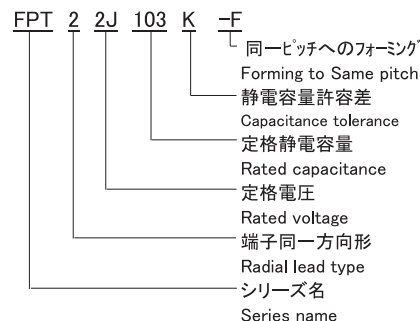 FPT 2 2J 103 K -F
同一ピッチへのフォーミング
Forming to Same pitch
静電容量許容差
Capacitance tolerance
定格静電容量
Rated capacitance
定格電圧
Rated voltage
端子同一方向形
Radial lead type
シリーズ名
Series name